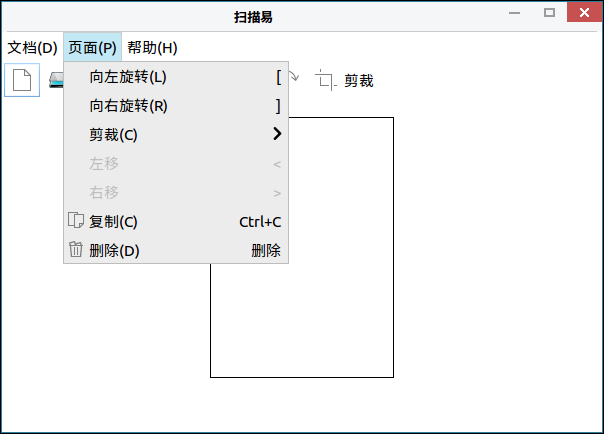 扫描易
文档(D) 页面(P) 帮助(H)
剪裁
向左旋转(L) [
向右旋转(R) ]
剪裁(C)
左移 <
右移 >
复制(C) Ctrl+C
删除(D) 删除